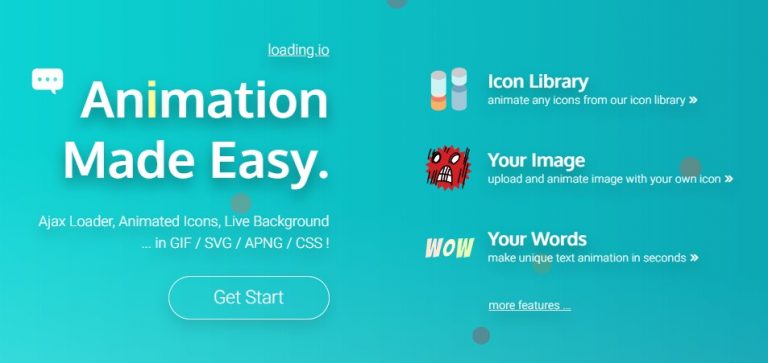 loading.io
Animation
Made Easy.
Ajax Loader, Animated Icons, Live Background
... in GIF / SVG / APNG / CSS !
Get Start
Icon Library
animate any icons from our icon library »
Your Image
upload and animate image with your own icon »
WOW
Your Words
make unique text animation in seconds »
more features ...